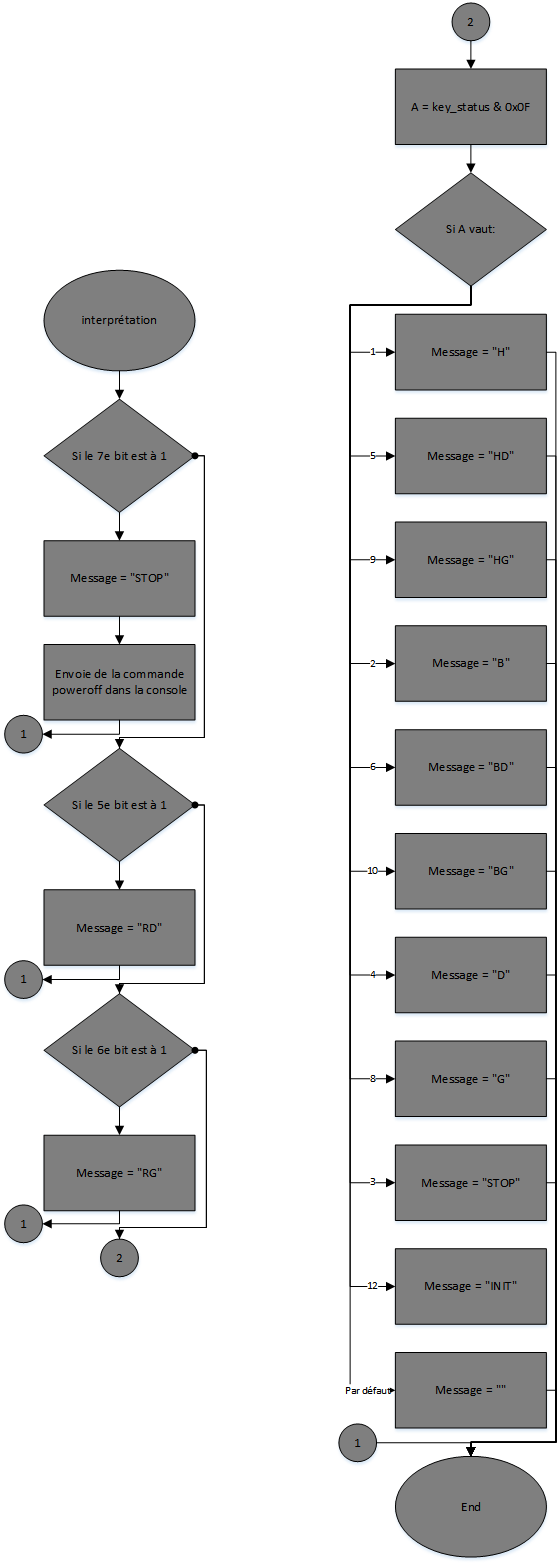 interprétation
Si le 7e bit est à 1
Message = "STOP"
Envoie de la commande
poweroff dans la console
1
Si le 5e bit est à 1
Message = "RD"
1
Si le 6e bit est à 1
Message = "RG"
1
2
2
A = key_status & 0x0F
Si A vaut:
1
Message = "H"
5
Message = "HD"
9
Message = "HG"
2
Message = "B"
6
Message = "BD"
10
Message = "BG"
4
Message = "D"
8
Message = "G"
3
Message = "STOP"
12
Message = "INIT"
Par défaut
Message = ""
1
End